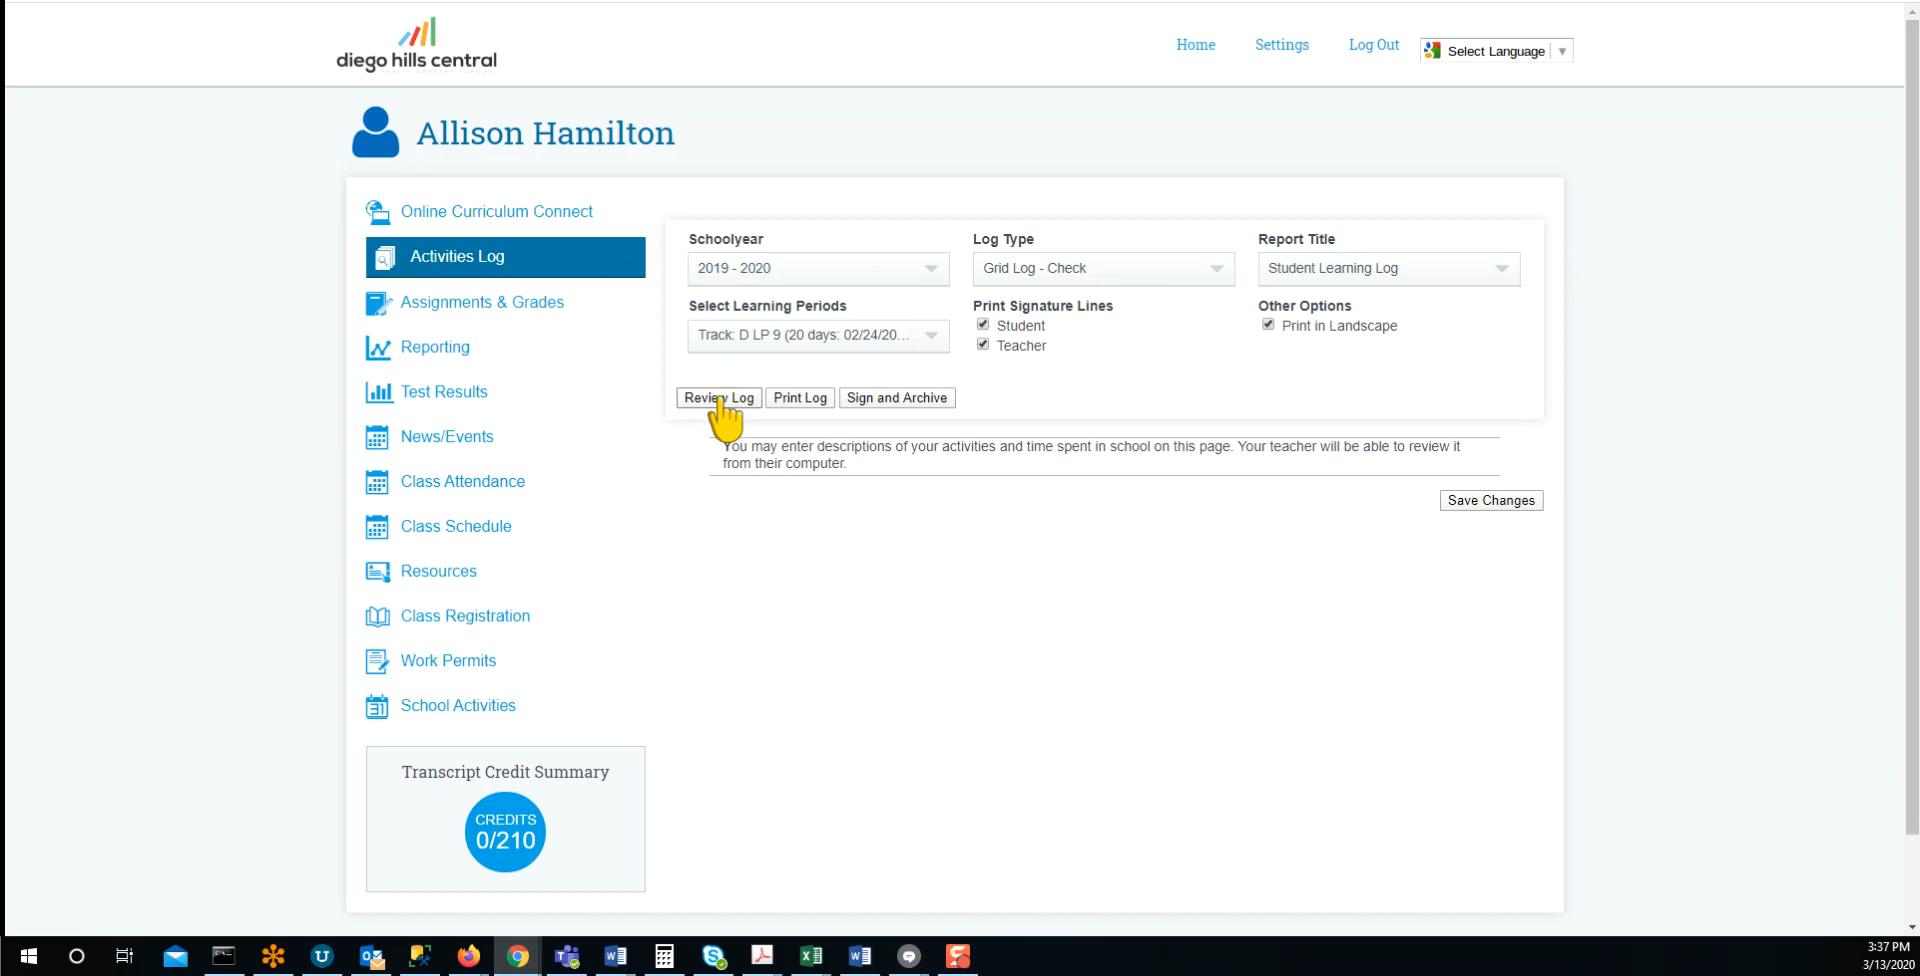 diego hills central
Home
Settings
Log Out
Select Language
Allison Hamilton
Online Curriculum Connect
Activities Log
Assignments & Grades
Reporting
Test Results
News/Events
Class Attendance
Class Schedule
Resources
Class Registration
Work Permits
31
School Activities
Transcript Credit Summary
CREDITS
0/210
Schoolyear
2019 - 2020
Log Type
Grid Log - Check
Report Title
Student Learning Log
Select Learning Periods
Track: D LP 9 (20 days: 02/24/20...
Print Signature Lines
Student
Teacher
Other Options
Print in Landscape
Review Log
Print Log
Sign and Archive
You may enter descriptions of your activities and time spent in school on this page. Your teacher will be able to review it
from their computer.
Save Changes
3:37 PM
3/13/2020